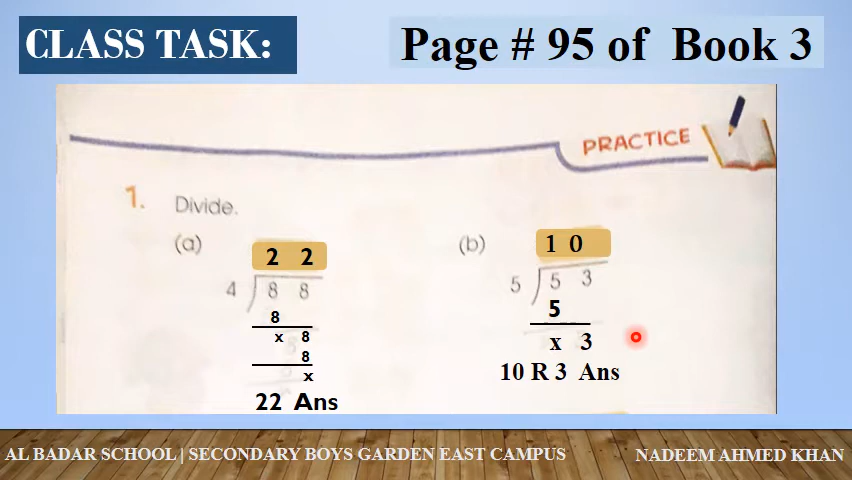 CLASS TASK:
Page # 95 of Book 3
PRACTICE
1. Divide.
(a)
2 2
4 8 8
8
x 8
8
x
22 Ans
(b)
1 0
5 5 3
5
x 3
10 R 3 Ans
AL BADAR SCHOOL | SECONDARY BOYS GARDEN EAST CAMPUS
NADEEM AHMED KHAN